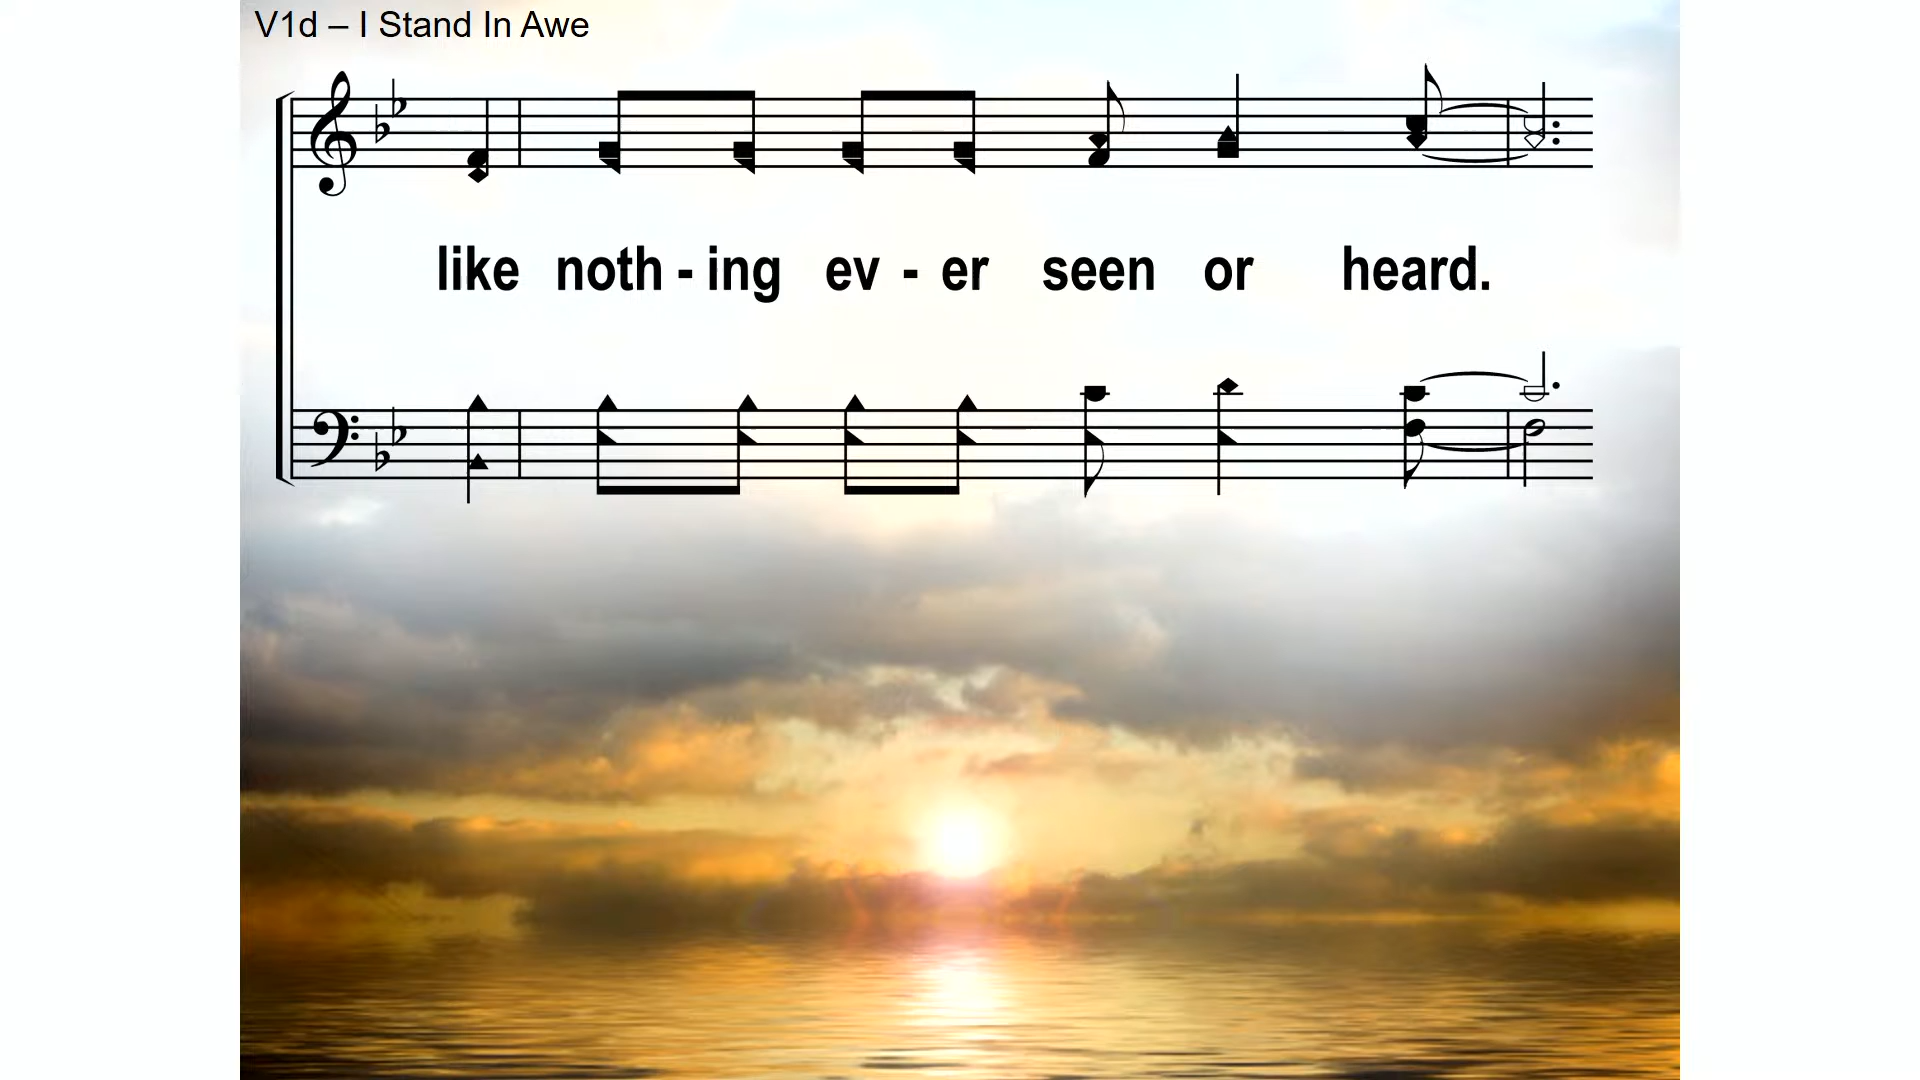 V1d – I Stand In Awe
like noth - ing ev - er seen or heard.